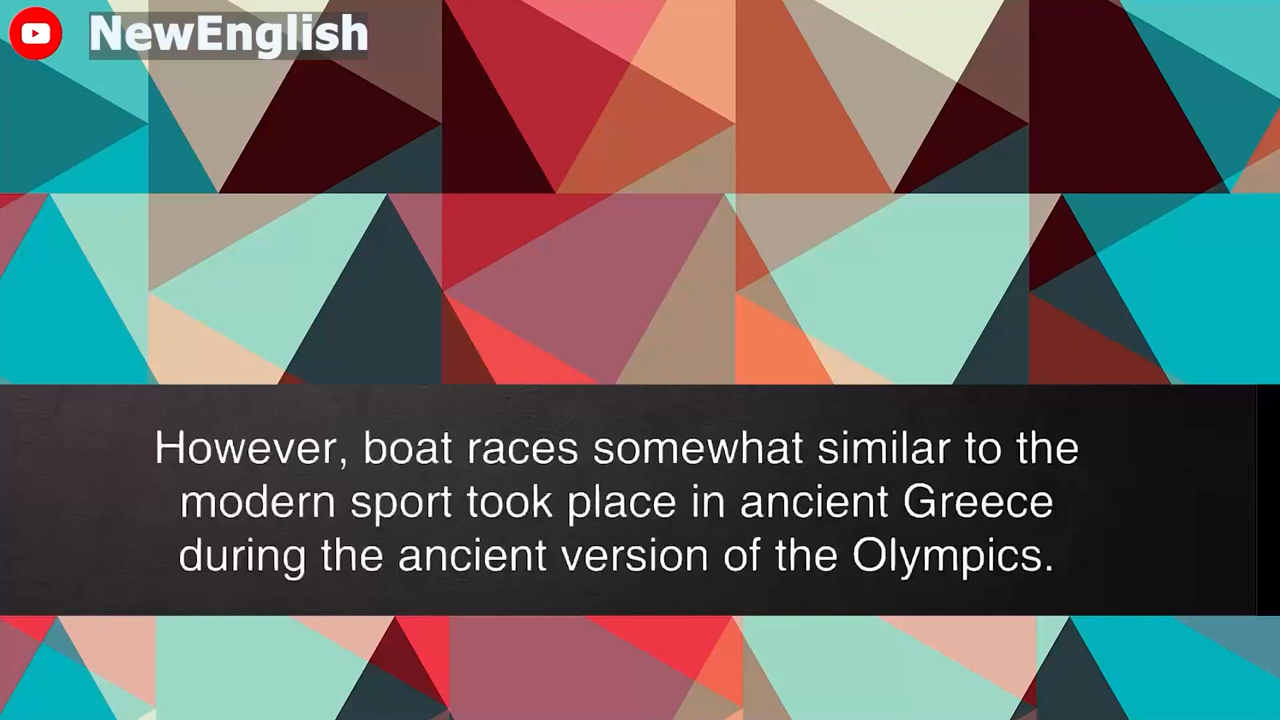 NewEnglish
However, boat races somewhat similar to the
modern sport took place in ancient Greece
during the ancient version of the Olympics.